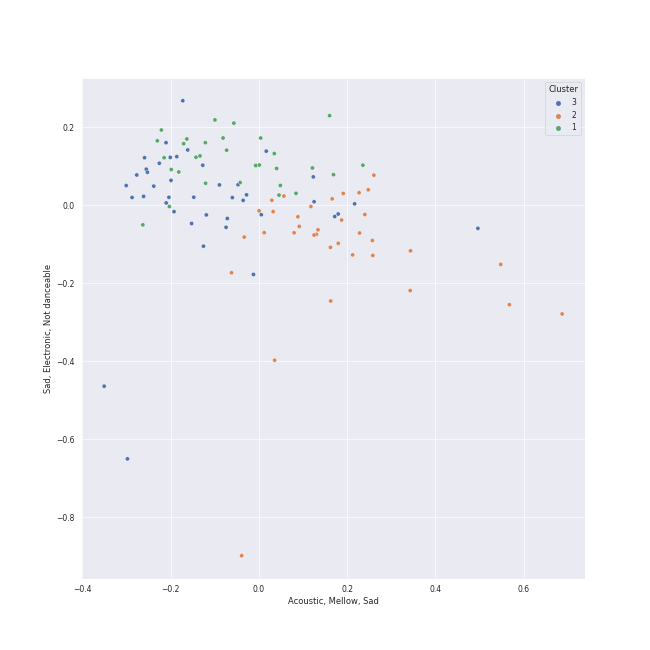 Cluster
3
2
1
0.2
0.0
−0.2
−0.4
−0.6
−0.8
Sad, Electronic, Not danceable
−0.4 −0.2 0.0 0.2 0.4 0.6
Acoustic, Mellow, Sad